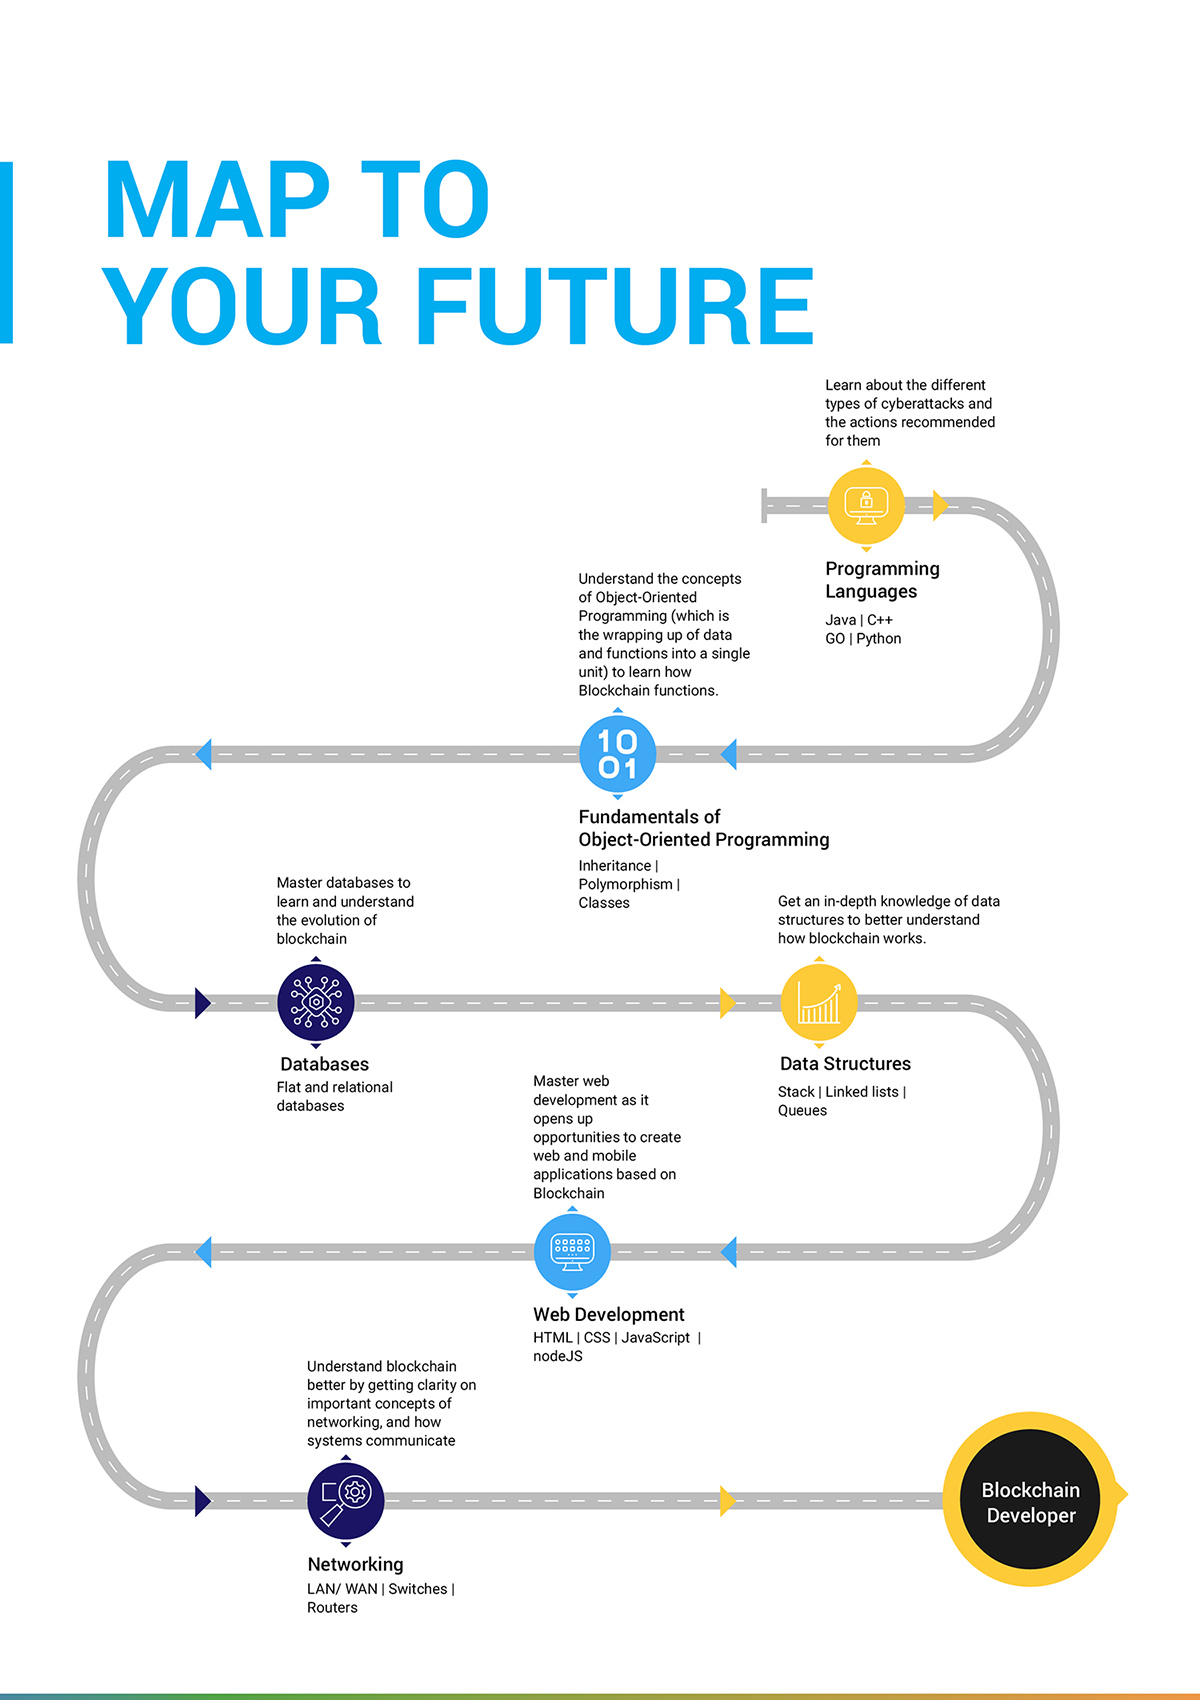 MAP TO
YOUR FUTURE
Learn about the different
types of cyberattacks and
the actions recommended
for them
Programming
Languages
Java | C++
GO | Python
Understand the concepts
of Object-Oriented
Programming (which is
the wrapping up of data
and functions into a single
unit) to learn how
Blockchain functions.
10
01
Fundamentals of
Object-Oriented Programming
Inheritance |
Polymorphism |
Classes
Master databases to
learn and understand
the evolution of
blockchain
Databases
Flat and relational
databases
Get an in-depth knowledge of data
structures to better understand
how blockchain works.
Data Structures
Stack | Linked lists |
Queues
Master web
development as it
opens up
opportunities to create
web and mobile
applications based on
Blockchain
Web Development
HTML | CSS | JavaScript |
nodeJS
Understand blockchain
better by getting clarity on
important concepts of
networking, and how
systems communicate
Networking
LAN/ WAN | Switches |
Routers
Blockchain
Developer